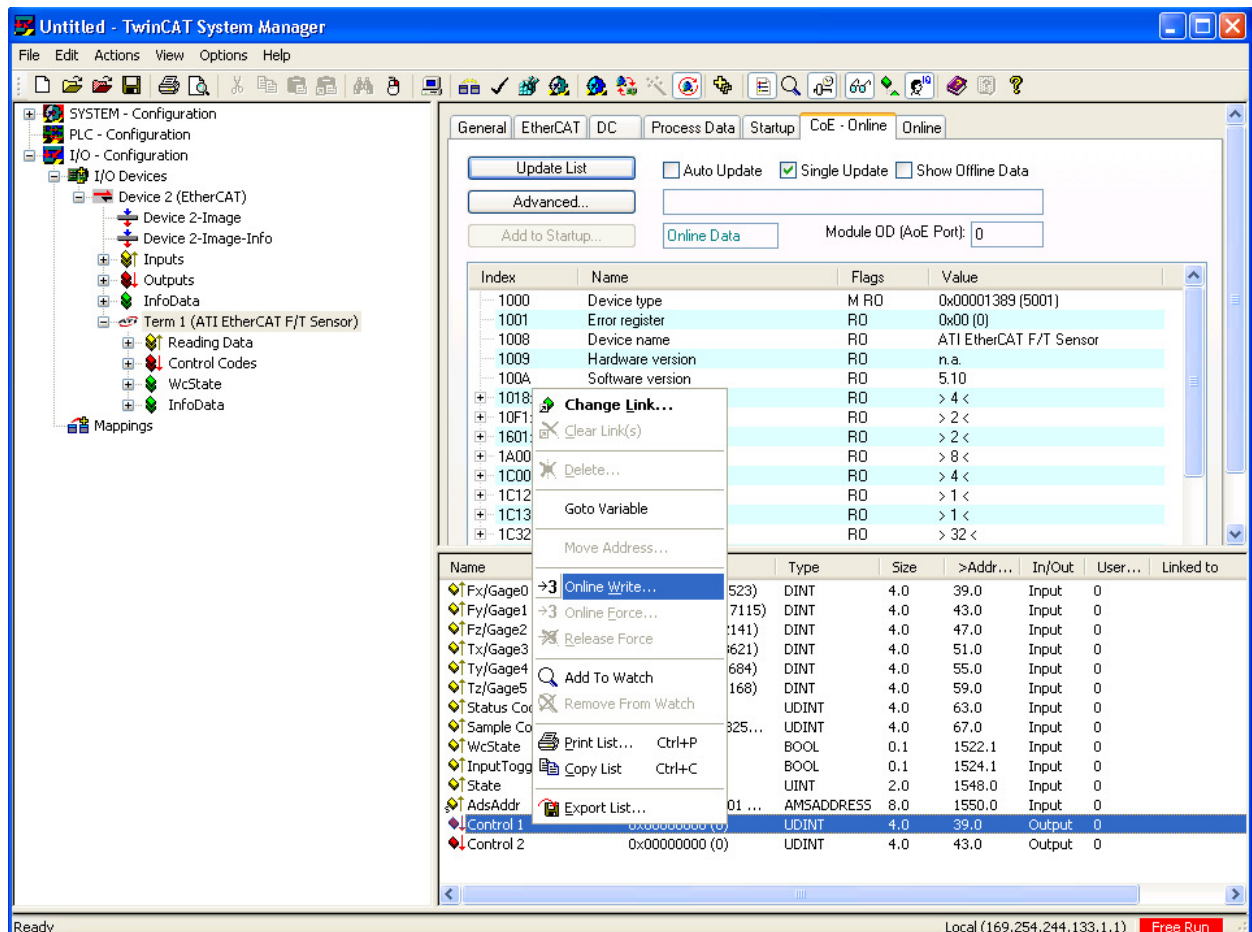 Untitled - TwinCAT System Manager
File Edit Actions View Options Help
SYSTEM - Configuration
PLC - Configuration
I/O - Configuration
I/O Devices
Device 2 (EtherCAT)
Device 2-Image
Device 2-Image-Info
Inputs
Outputs
InfoData
Term 1 (ATI EtherCAT F/T Sensor)
Reading Data
Control Codes
WcState
InfoData
Mappings
General EtherCAT DC Process Data Startup CoE - Online Online
Update List Auto Update Single Update Show Offline Data
Advanced...
Add to Startup... Online Data Module OD (AoE Port): 0
Index Name Flags Value
1000 Device type M RO 0x00001389 (5001)
1001 Error register RO 0x00 (0)
1008 Device name RO ATI EtherCAT F/T Sensor
1009 Hardware version RO n.a.
100A Software version RO 5.10
1018: RO > 4 <
10F1: RO > 2 <
1601: RO > 2 <
1A00 RO > 8 <
1C00 RO > 4 <
1C12 RO > 1 <
1C13 RO > 1 <
1C32 RO > 32 <
Change Link...
Clear Link(s)
Delete...
Goto Variable
Move Address...
→3 Online Write...
→3 Online Force...
Release Force
Add To Watch
Remove From Watch
Print List... Ctrl+P
Copy List Ctrl+C
Export List...
Name Type Size >Addr... In/Out User... Linked to
Fx/Gage0 523) DINT 4.0 39.0 Input 0
Fy/Gage1 7115) DINT 4.0 43.0 Input 0
Fz/Gage2 2141) DINT 4.0 47.0 Input 0
Tx/Gage3 3621) DINT 4.0 51.0 Input 0
Ty/Gage4 684) DINT 4.0 55.0 Input 0
Tz/Gage5 168) DINT 4.0 59.0 Input 0
Status Co UDINT 4.0 63.0 Input 0
Sample Co 325... UDINT 4.0 67.0 Input 0
WcState BOOL 0.1 1522.1 Input 0
InputTogg BOOL 0.1 1524.1 Input 0
State UINT 2.0 1548.0 Input 0
AdsAddr 01 ... AMSADDRESS 8.0 1550.0 Input 0
Control 1 0x00000000 (0) UDINT 4.0 39.0 Output 0
Control 2 0x00000000 (0) UDINT 4.0 43.0 Output 0
Ready Local (169.254.244.133.1.1) Free Run